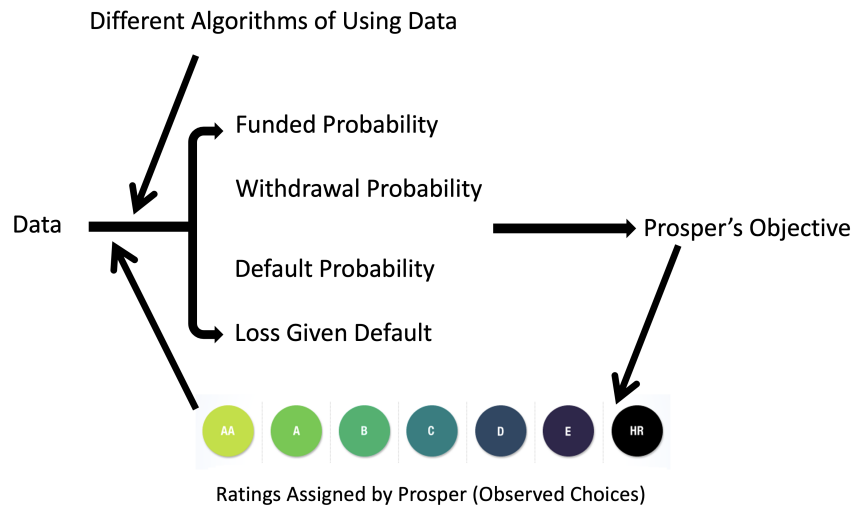 Different Algorithms of Using Data
Funded Probability
Withdrawal Probability
Data
Prosper’s Objective
Default Probability
Loss Given Default
AA
A
B
C
D
E
HR
Ratings Assigned by Prosper (Observed Choices)